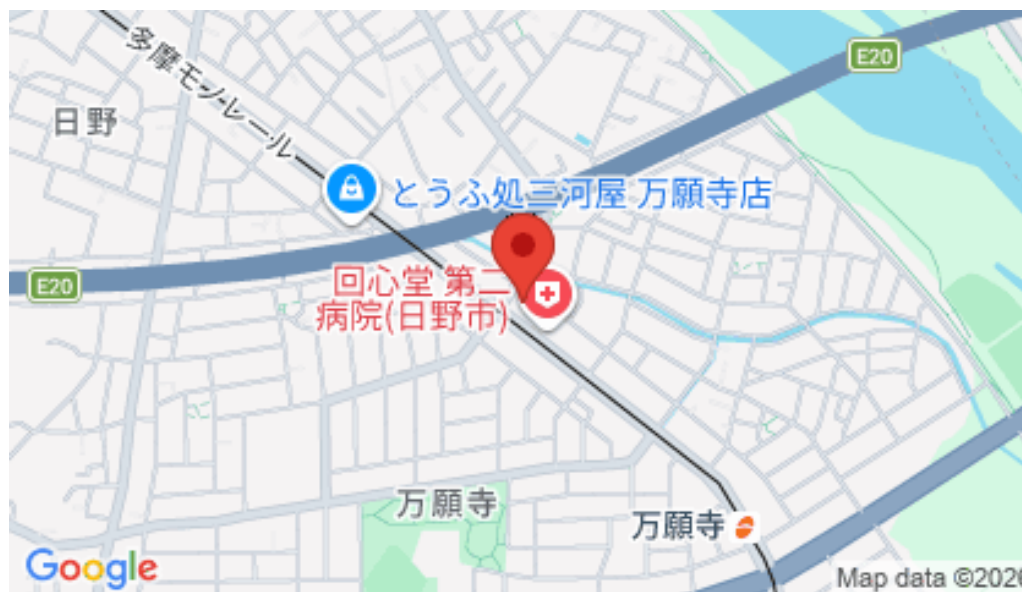 多摩モノレール
E20
日野
とうふ処三河屋 万願寺店
E20
回心堂 第二
病院(日野市)
万願寺
万願寺
Google
Map data ©2026